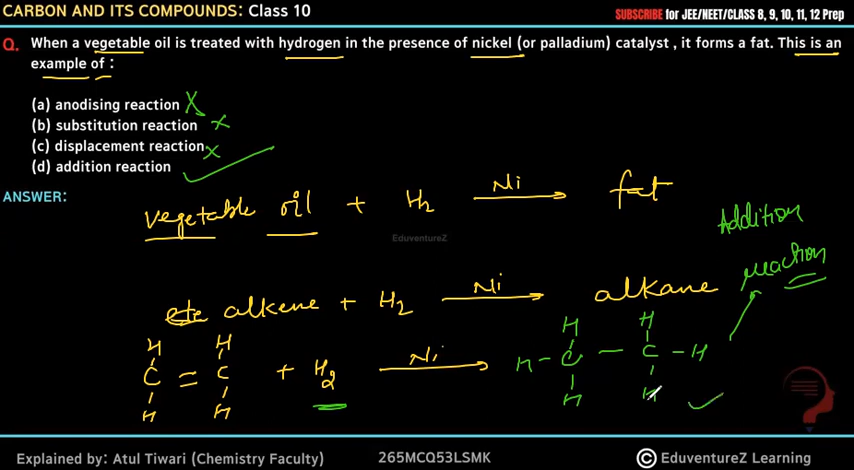 CARBON AND ITS COMPOUNDS: Class 10
SUBSCRIBE for JEE/NEET/CLASS 8, 9, 10, 11, 12 Prep
Q. When a vegetable oil is treated with hydrogen in the presence of nickel (or palladium) catalyst , it forms a fat. This is an
example of :
(a) anodising reaction X
(b) substitution reaction X
(c) displacement reaction X
(d) addition reaction
ANSWER:
vegetable oil + H2 Ni fat
EduventureZ
Addition
reaction
alkene + H2 Ni alkane
H H H H
C = C + H2 Ni H - C - C - H
H H H H
Explained by: Atul Tiwari (Chemistry Faculty)
265MCQ53LSMK
© EduventureZ Learning